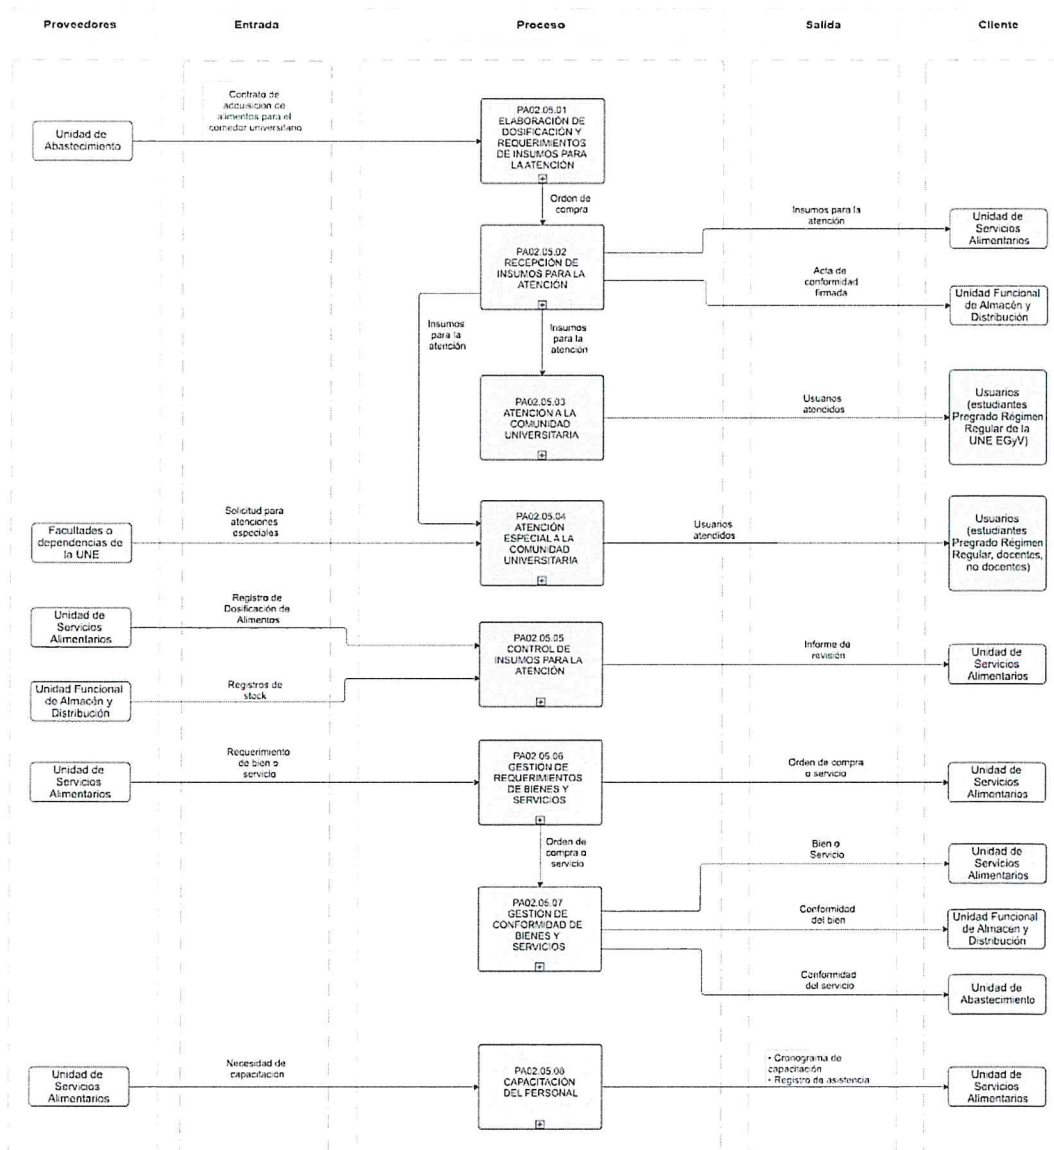 Proveedores
Entrada
Proceso
Salida
Cliente
Contrato de
adquisición de
alimentos para el
comedor universitario
Unidad de
Abastecimiento
PA02.05.01
ELABORACIÓN DE
DOSIFICACIÓN Y
REQUERIMIENTOS
DE INSUMOS PARA
LA ATENCIÓN
Orden de
compra
PA02.05.02
RECEPCIÓN DE
INSUMOS PARA LA
ATENCIÓN
Insumos para la
atención
Unidad de
Servicios
Alimentarios
Acta de
conformidad
firmada
Unidad Funcional
de Almacén y
Distribución
Insumos
para la
atención
Insumos
para la
atención
PA02.05.03
ATENCIÓN A LA
COMUNIDAD
UNIVERSITARIA
Usuarios
atendidos
Usuarios
(estudiantes
Pregrado Régimen
Regular de la
UNE EGyV)
Facultades o
dependencias de
la UNE
Solicitud para
atenciones
especiales
PA02.05.04
ATENCIÓN
ESPECIAL A LA
COMUNIDAD
UNIVERSITARIA
Usuarios
atendidos
Usuarios
(estudiantes
Pregrado Régimen
Regular, docentes,
no docentes)
Unidad de
Servicios
Alimentarios
Registro de
Dosificación de
Alimentos
Unidad Funcional
de Almacén y
Distribución
Registros de
stock
PA02.05.05
CONTROL DE
INSUMOS PARA LA
ATENCIÓN
Informe de
revisión
Unidad de
Servicios
Alimentarios
Unidad de
Servicios
Alimentarios
Requerimiento
de bien o
servicio
PA02.05.06
GESTIÓN DE
REQUERIMIENTOS
DE BIENES Y
SERVICIOS
Orden de compra
o servicio
Unidad de
Servicios
Alimentarios
Orden de
compra o
servicio
PA02.05.07
GESTIÓN DE
CONFORMIDAD DE
BIENES Y
SERVICIOS
Bien o
Servicio
Unidad de
Servicios
Alimentarios
Conformidad
del bien
Unidad Funcional
de Almacén y
Distribución
Conformidad
del servicio
Unidad de
Abastecimiento
Unidad de
Servicios
Alimentarios
Necesidad de
capacitación
PA02.05.08
CAPACITACIÓN
DEL PERSONAL
• Cronograma de
capacitación
• Registro de asistencia
Unidad de
Servicios
Alimentarios